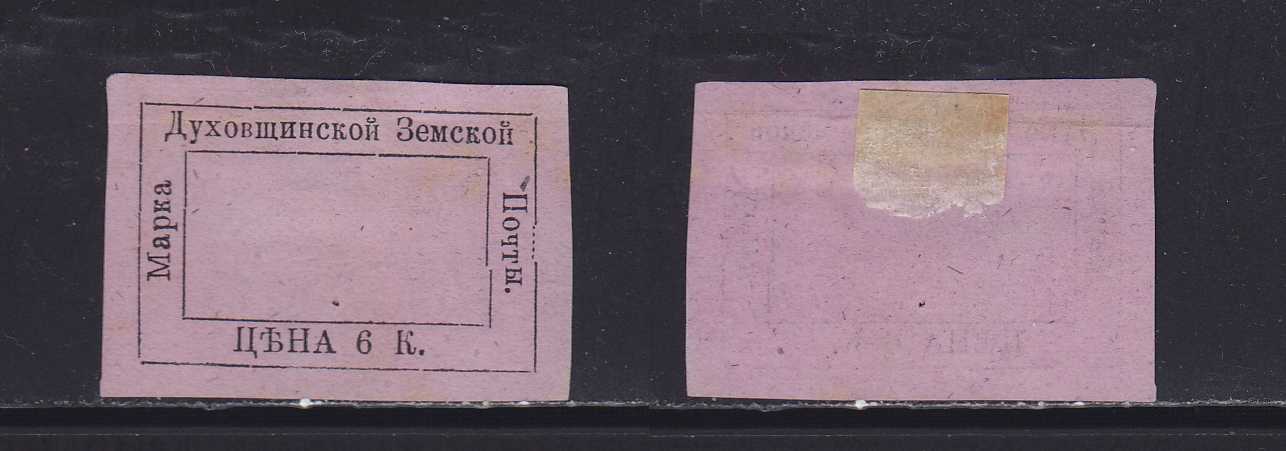 Духовщинской Земской
Марка
Почты.
ЦѢНА 6 К.